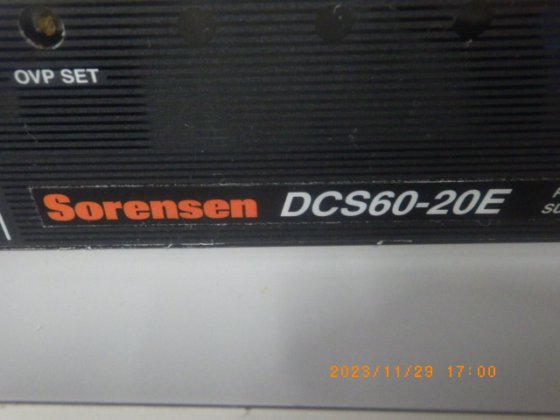 OVP SET
Sorensen DCS60-20E
2023/11/29 17:00